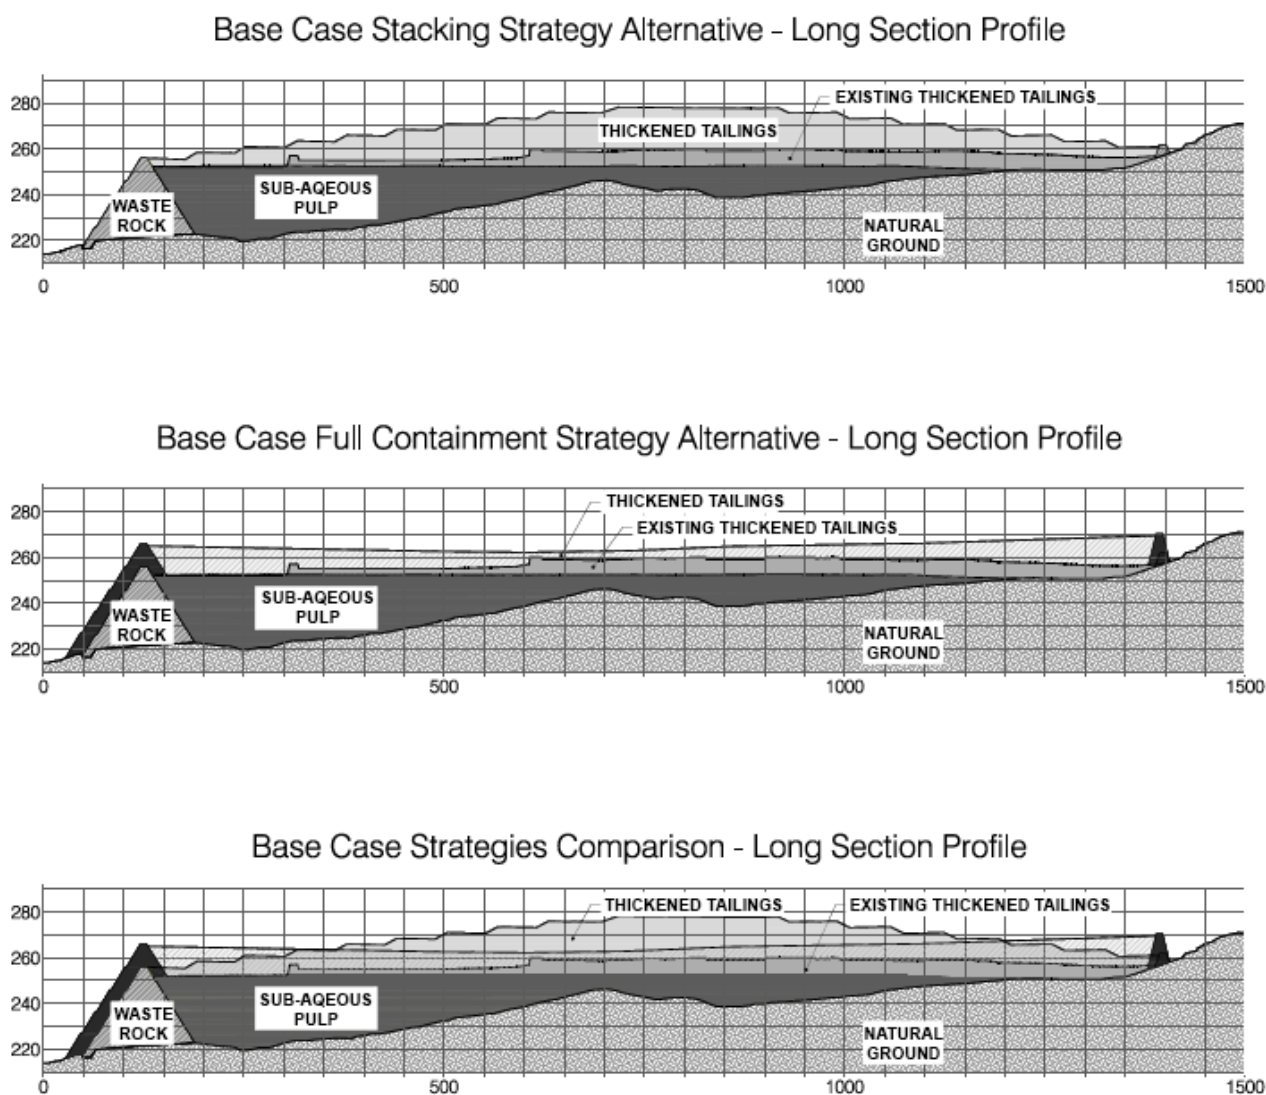 Base Case Stacking Strategy Alternative - Long Section Profile
280
EXISTING THICKENED TAILINGS
THICKENED TAILINGS
260
SUB-AQEOUS
PULP
240
WASTE
ROCK
NATURAL
GROUND
220
0
500
1000
1500
Base Case Full Containment Strategy Alternative - Long Section Profile
THICKENED TAILINGS
280
EXISTING THICKENED TAILINGS
260
SUB-AQEOUS
PULP
240
WASTE
ROCK
NATURAL
GROUND
220
0
500
1000
1500
Base Case Strategies Comparison - Long Section Profile
THICKENED TAILINGS
EXISTING THICKENED TAILINGS
280
260
SUB-AQEOUS
PULP
240
WASTE
ROCK
NATURAL
GROUND
220
0
500
1000
1500